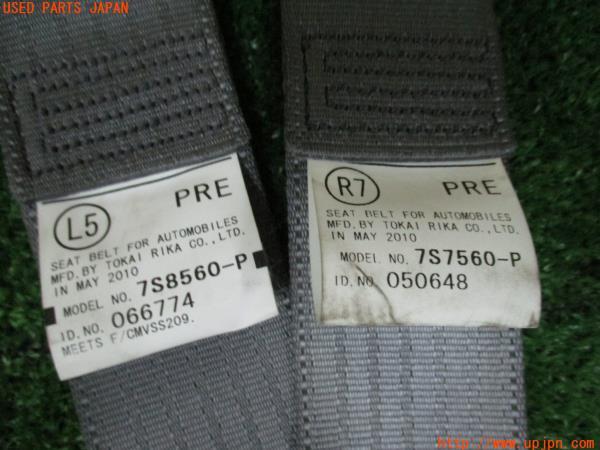 USED PARTS JAPAN
L5 PRE
SEAT BELT FOR AUTOMOBILES
MFD. BY TOKAI RIKA CO., LTD.
IN MAY 2010
MODEL NO. 7S8560-P
ID. NO. 066774
MEETS F/CMVSS209.
R7 PRE
SEAT BELT FOR AUTOMOBILES
MFD. BY TOKAI RIKA CO., LTD.
IN MAY 2010
MODEL NO. 7S7560-P
ID. NO. 050648
http://www.upjpn.com/